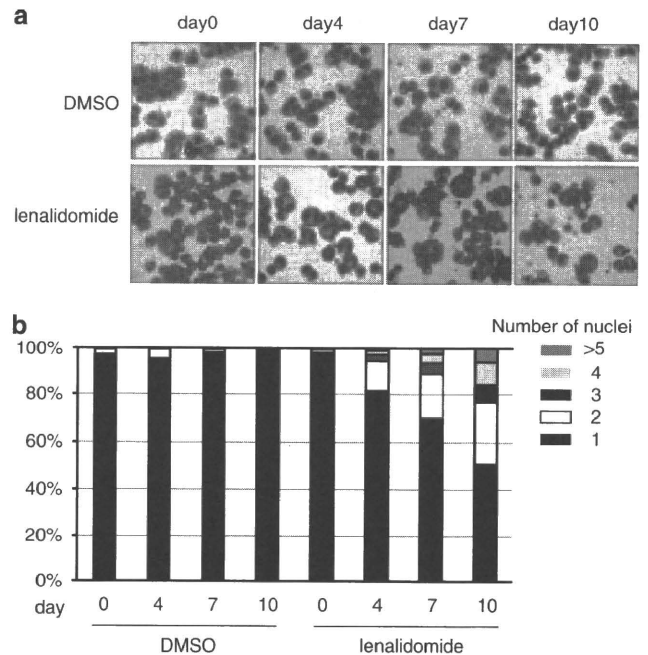 a
day0 day4 day7 day10
DMSO
lenalidomide
b
Number of nuclei
>5
4
3
2
1
100%
80%
60%
40%
20%
0%
day 0 4 7 10 0 4 7 10
DMSO lenalidomide